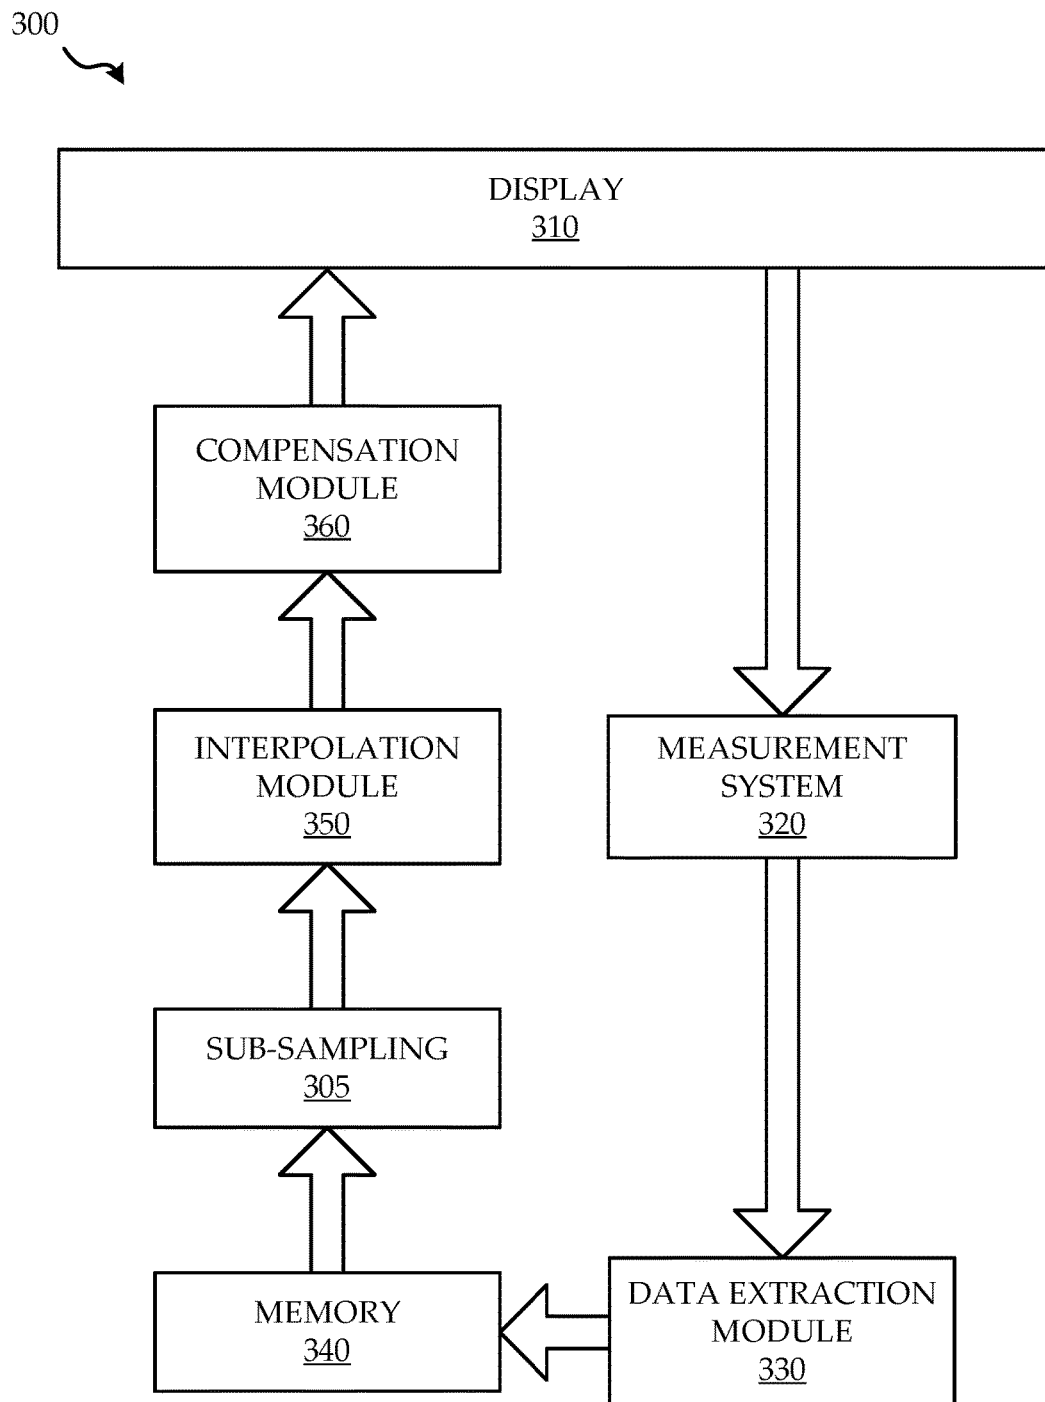 300
DISPLAY
310
COMPENSATION
MODULE
360
INTERPOLATION
MODULE
350
MEASUREMENT
SYSTEM
320
SUB-SAMPLING
305
MEMORY
340
DATA EXTRACTION
MODULE
330